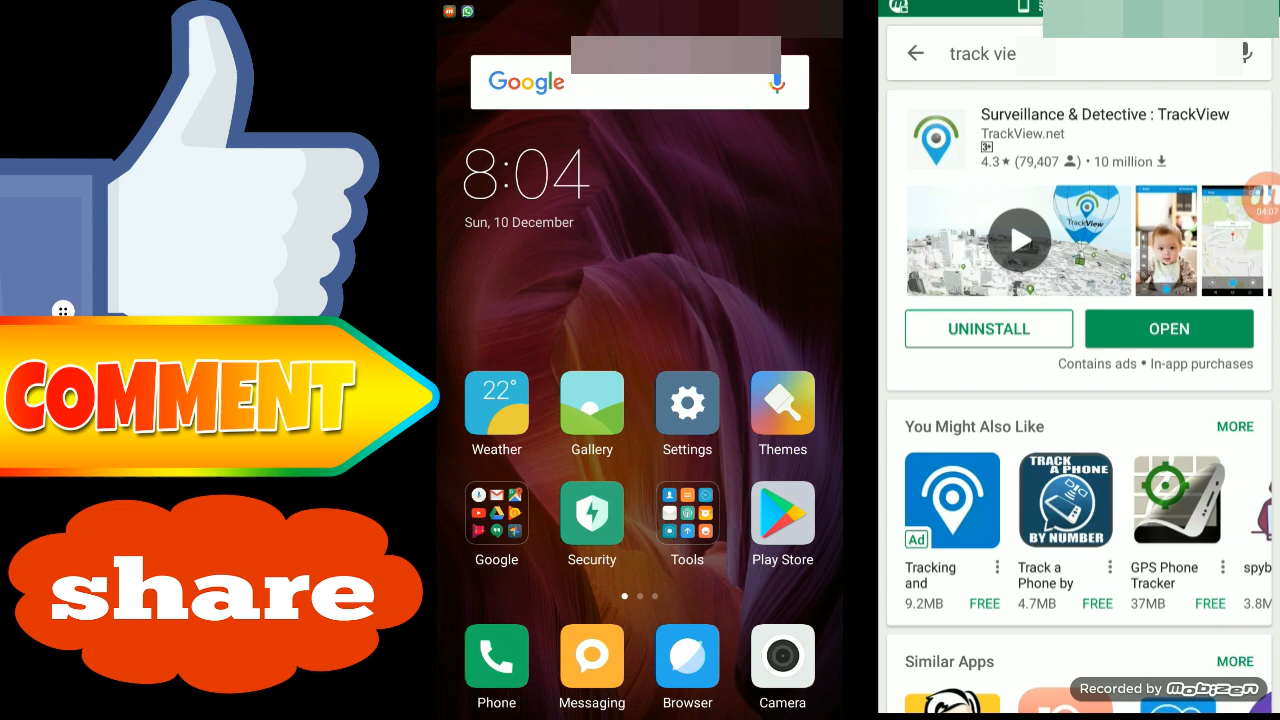 COMMENT
share
Google
8:04
Sun, 10 December
22°
Weather
Gallery
Settings
Themes
Google
Security
Tools
Play Store
Phone
Messaging
Browser
Camera
track vie
Surveillance & Detective : TrackView
TrackView.net
3+
4.3★ (79,407 ) • 10 million
TrackView
04:07
UNINSTALL
OPEN
Contains ads • In-app purchases
You Might Also Like
MORE
Ad
TRACK
A PHONE
BY NUMBER
Tracking
and
Track a
Phone by
GPS Phone
Tracker
spyb
9.2MB
FREE
4.7MB
FREE
37MB
FREE
3.8M
Similar Apps
MORE
Recorded by Mobizen